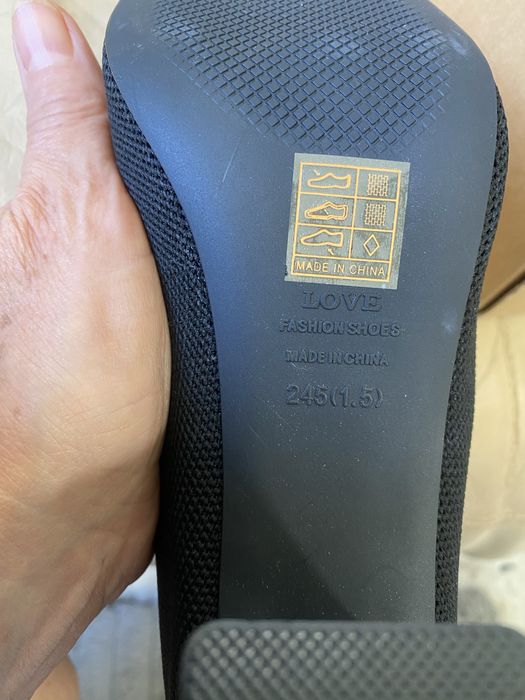 MADE IN CHINA
LOVE
FASHION SHOES
MADE IN CHINA
245(1.5)